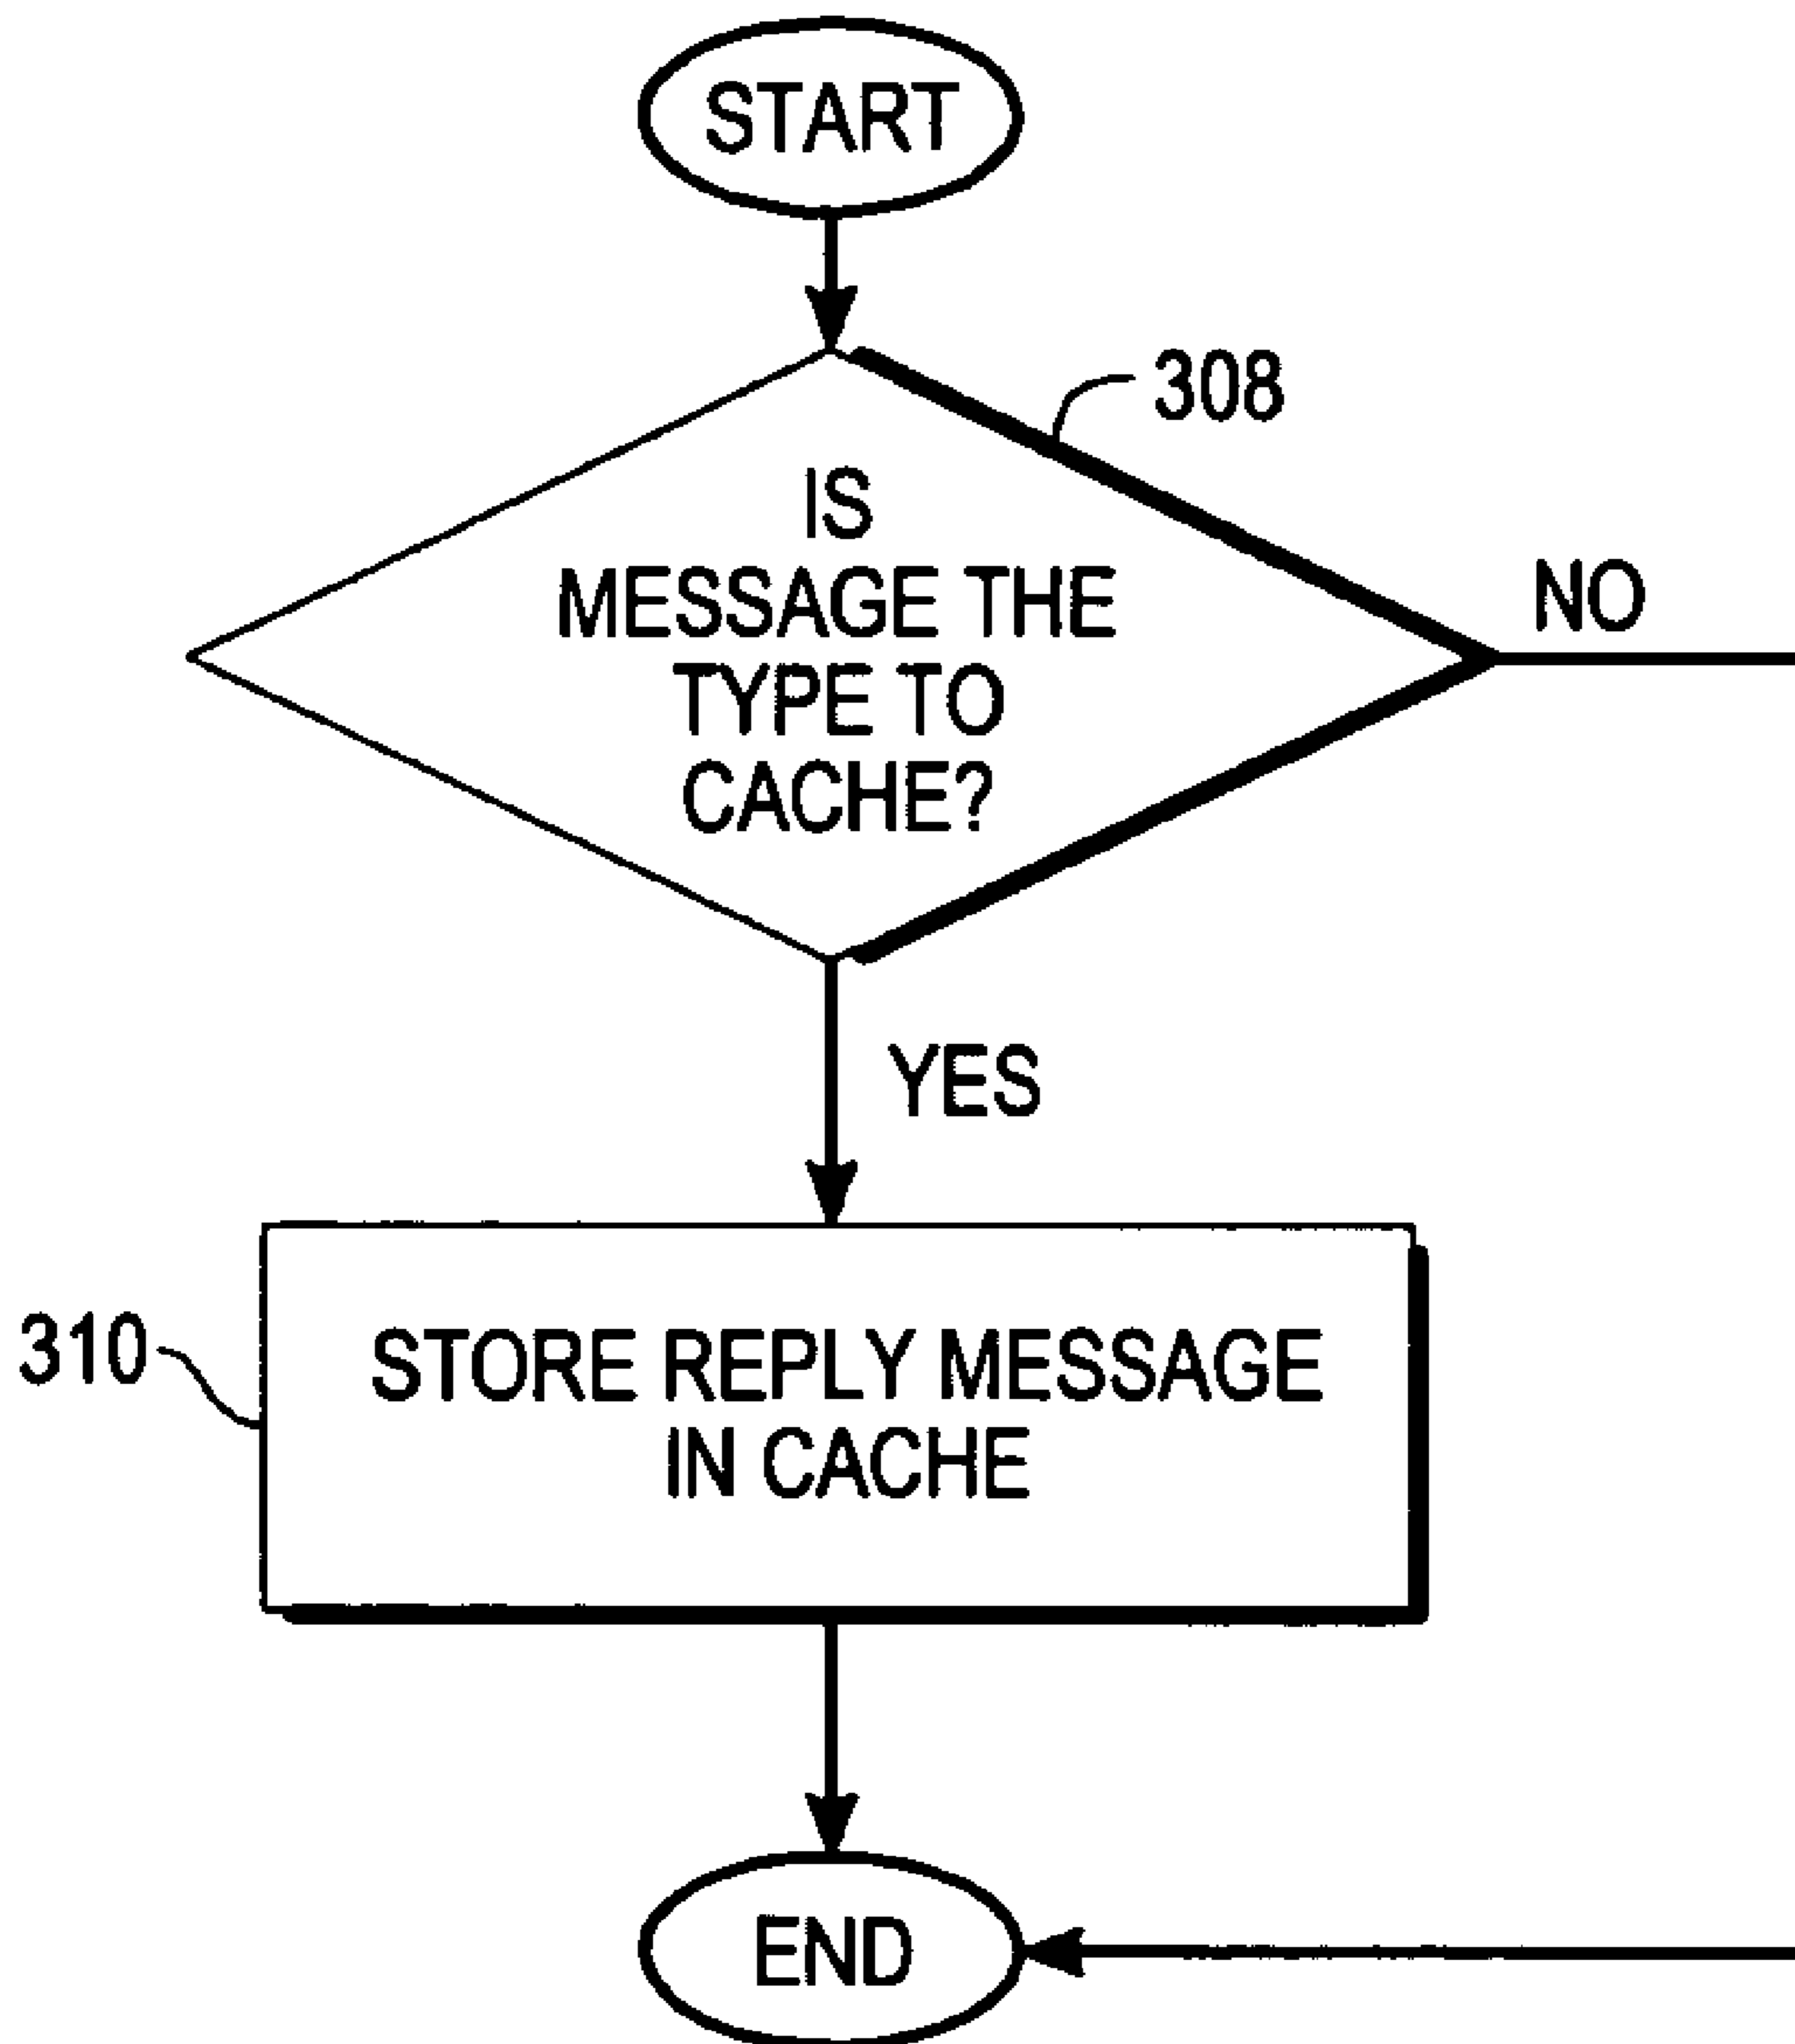 START
308
IS
MESSAGE THE
TYPE TO
CACHE?
NO
YES
310
STORE REPLY MESSAGE
IN CACHE
END